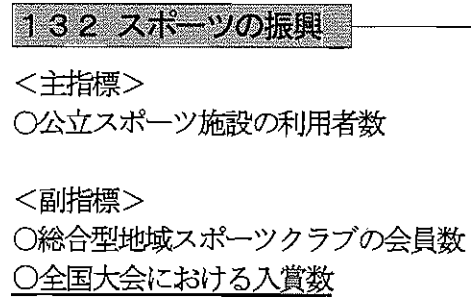 132 スポーツの振興
＜主指標＞
○公立スポーツ施設の利用者数
＜副指標＞
○総合型地域スポーツクラブの会員数
○全国大会における入賞数